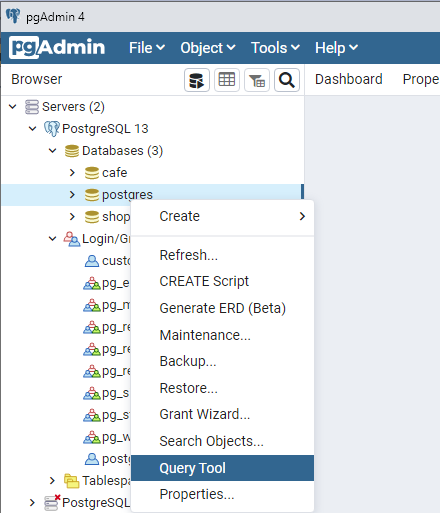 pgAdmin 4
pgAdmin File Object Tools Help
Browser Dashboard Prope
Servers (2)
PostgreSQL 13
Databases (3)
cafe
postgres
shop
Create
Login/Gr
Refresh...
custo
CREATE Script
pg_e
Generate ERD (Beta)
pg_m
Maintenance...
pg_re
Backup...
pg_re
Restore...
pg_re
Grant Wizard...
pg_s
Search Objects...
pg_st
Query Tool
pg_w
Properties...
postg
Tablespa
PostgreSQL